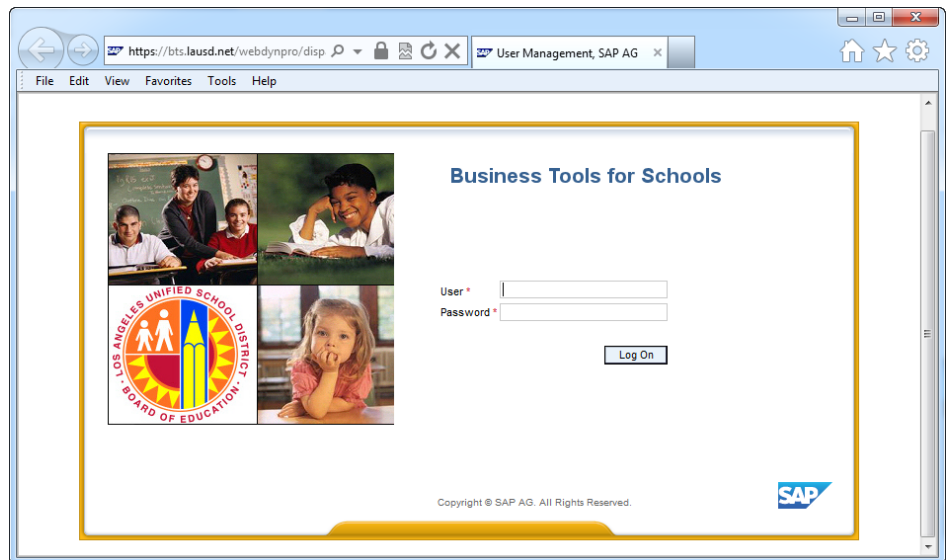 https://bts.lausd.net/webdynpro/disp
User Management, SAP AG
File Edit View Favorites Tools Help
Business Tools for Schools
User *
Password *
Log On
LOS ANGELES UNIFIED SCHOOL DISTRICT
BOARD OF EDUCATION
Copyright © SAP AG. All Rights Reserved.
SAP